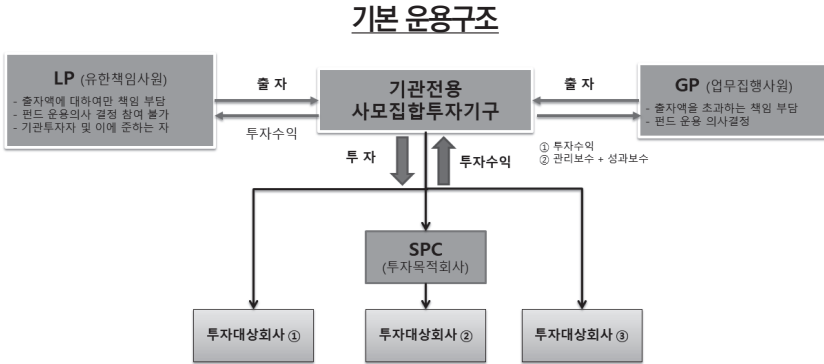 기본 운용구조
LP (유한책임사원)
- 출자액에 대하여만 책임 부담
- 펀드 운용의사 결정 참여 불가
- 기관투자자 및 이에 준하는 자
출 자
투자수익
기관전용
사모집합투자기구
출 자
① 투자수익
② 관리보수 + 성과보수
GP (업무집행사원)
- 출자액을 초과하는 책임 부담
- 펀드 운용 의사결정
투 자
투자수익
SPC
(투자목적회사)
투자대상회사 ①
투자대상회사 ②
투자대상회사 ③